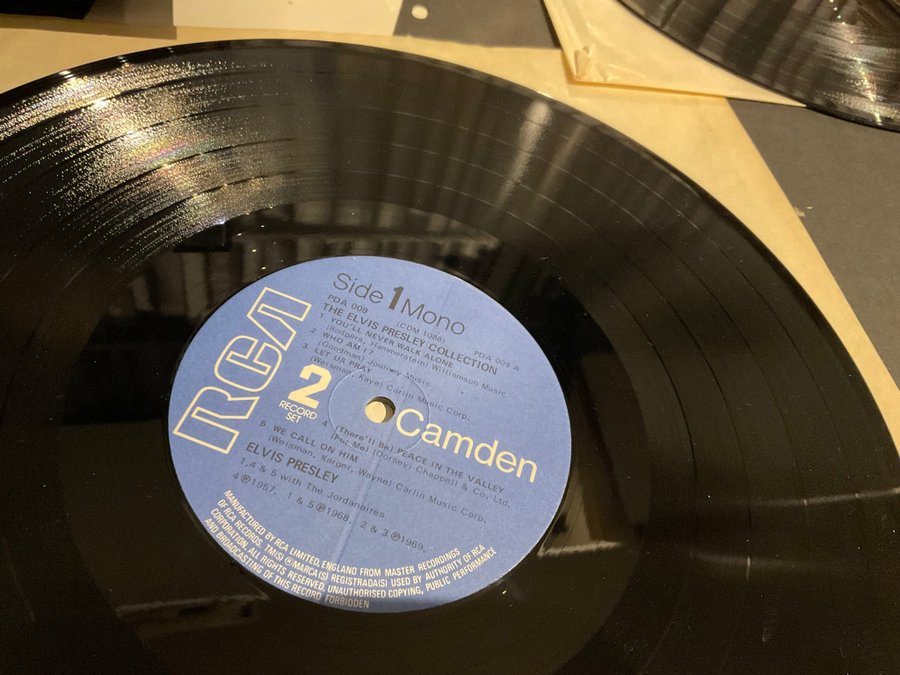 Side 1 Mono
PDA 009 (CDM 1088) PDA 009 A
THE ELVIS PRESLEY COLLECTION
1 YOU'LL NEVER WALK ALONE
(Rodgers, Hammerstein) Williamson Music
2 WHO AM I?
(Goodman) Journey Music
3 LET US PRAY
(Weisman, Kaye) Carlin Music Corp.
RCA
2
RECORD
SET
Camden
4 (There'll Be) PEACE IN THE VALLEY
(For Me) (Dorsey) Chappell & Co. Ltd.
5. WE CALL ON HIM
(Weisman, Karger, Wayne) Carlin Music Corp.
ELVIS PRESLEY
1,4 & 5 with The Jordanaires
4 ℗1957. 1 & 5 ℗1968. 2 & 3 ℗1969.
MANUFACTURED BY RCA LIMITED, ENGLAND FROM MASTER RECORDINGS
OF RCA RECORDS. TM(S) ® MARCA(S) REGISTRADA(S) USED BY AUTHORITY OF RCA
CORPORATION. ALL RIGHTS RESERVED. UNAUTHORISED COPYING, PUBLIC PERFORMANCE
AND BROADCASTING OF THIS RECORD FORBIDDEN